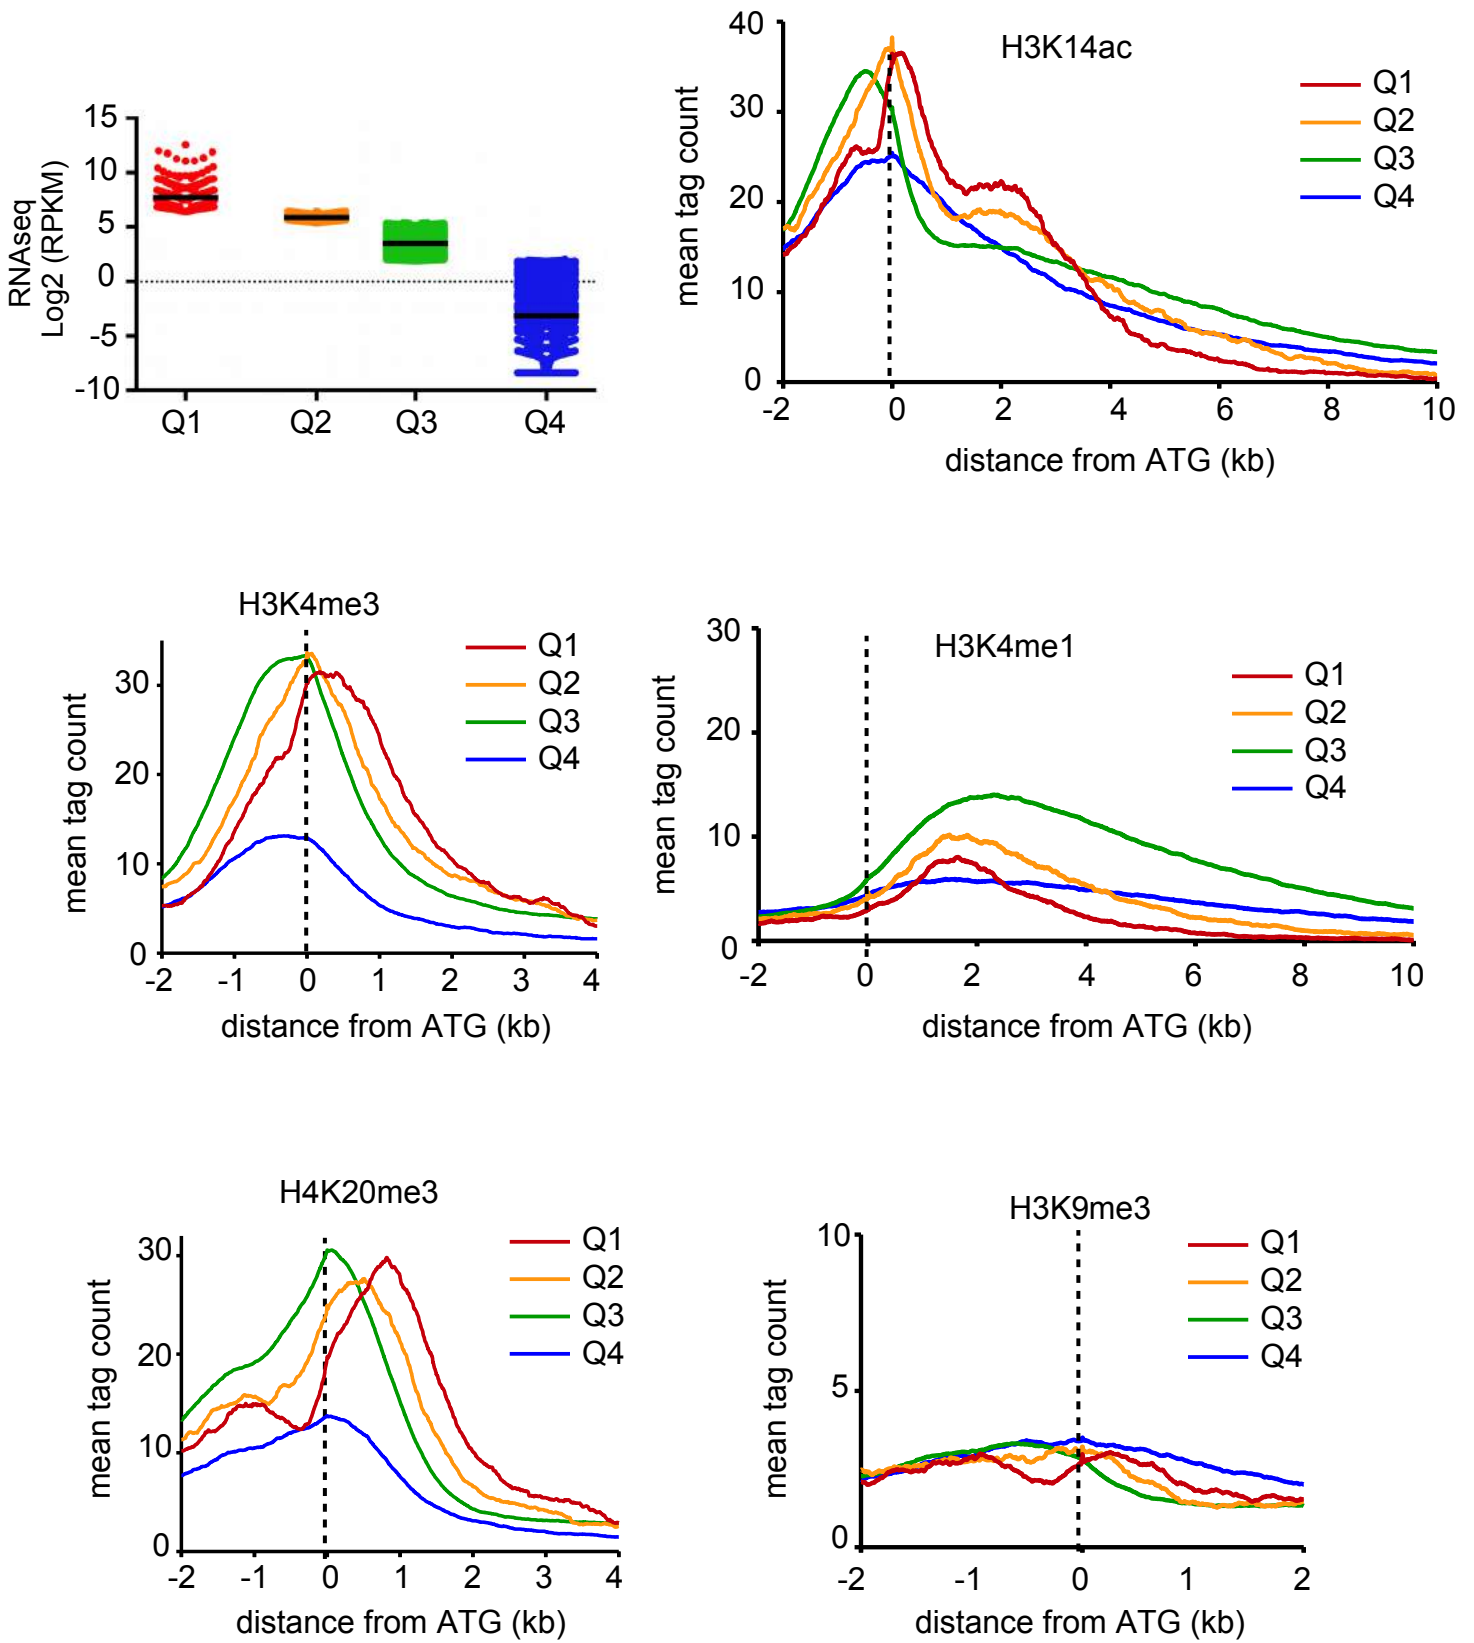 RNAseq
Log2 (RPKM)
15
10
5
0
-5
-10
Q1 Q2 Q3 Q4
H3K14ac
mean tag count
40
30
20
10
0
-2 0 2 4 6 8 10
distance from ATG (kb)
Q1
Q2
Q3
Q4
H3K4me3
mean tag count
30
20
10
0
-2 -1 0 1 2 3 4
distance from ATG (kb)
Q1
Q2
Q3
Q4
H3K4me1
mean tag count
30
20
10
0
-2 0 2 4 6 8 10
distance from ATG (kb)
Q1
Q2
Q3
Q4
H4K20me3
mean tag count
30
20
10
0
-2 -1 0 1 2 3 4
distance from ATG (kb)
Q1
Q2
Q3
Q4
H3K9me3
mean tag count
10
5
0
-2 -1 0 1 2
distance from ATG (kb)
Q1
Q2
Q3
Q4